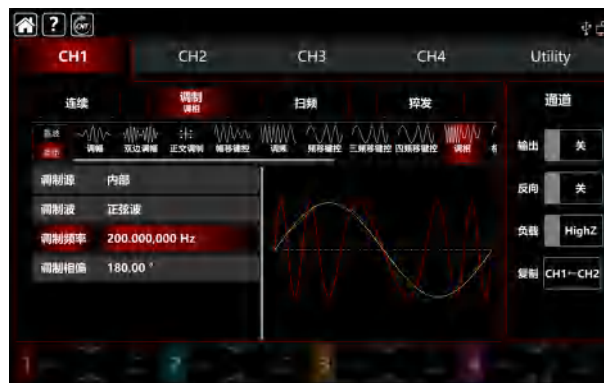 CH1 CH2 CH3 CH4 Utility
连续 调制 扫频 猝发 通道
调相
调幅 双边调幅 正交调制 幅移键控 调频 频移键控 三频移键控 四频移键控 调相
输出 关
调制源 内部
反向 关
调制波 正弦波
负载 HighZ
调制频率 200.000,000 Hz
调制相偏 180.00 °
复制 CH1←CH2
1 2 3 4